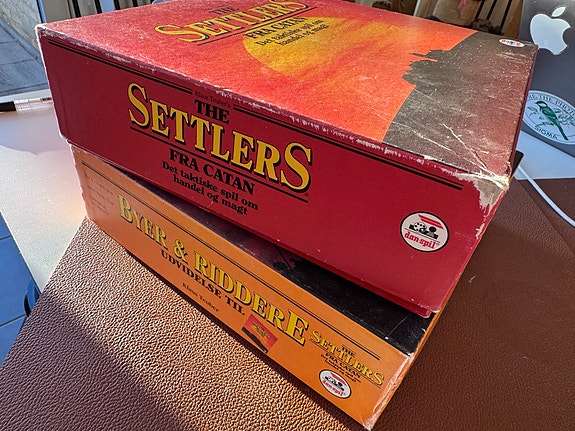 THE
SETTLERS
FRA CATAN
Det taktiske spil om
handel og magt
Klaus Teuber's
THE
SETTLERS
FRA CATAN
Det taktiske spil om
handel og magt
dan spil
BYER & RIDDERE
UDVIDELSE TIL
Klaus Teuber
THE
SETTLERS
FRA CATAN
dan spil
SIGMA